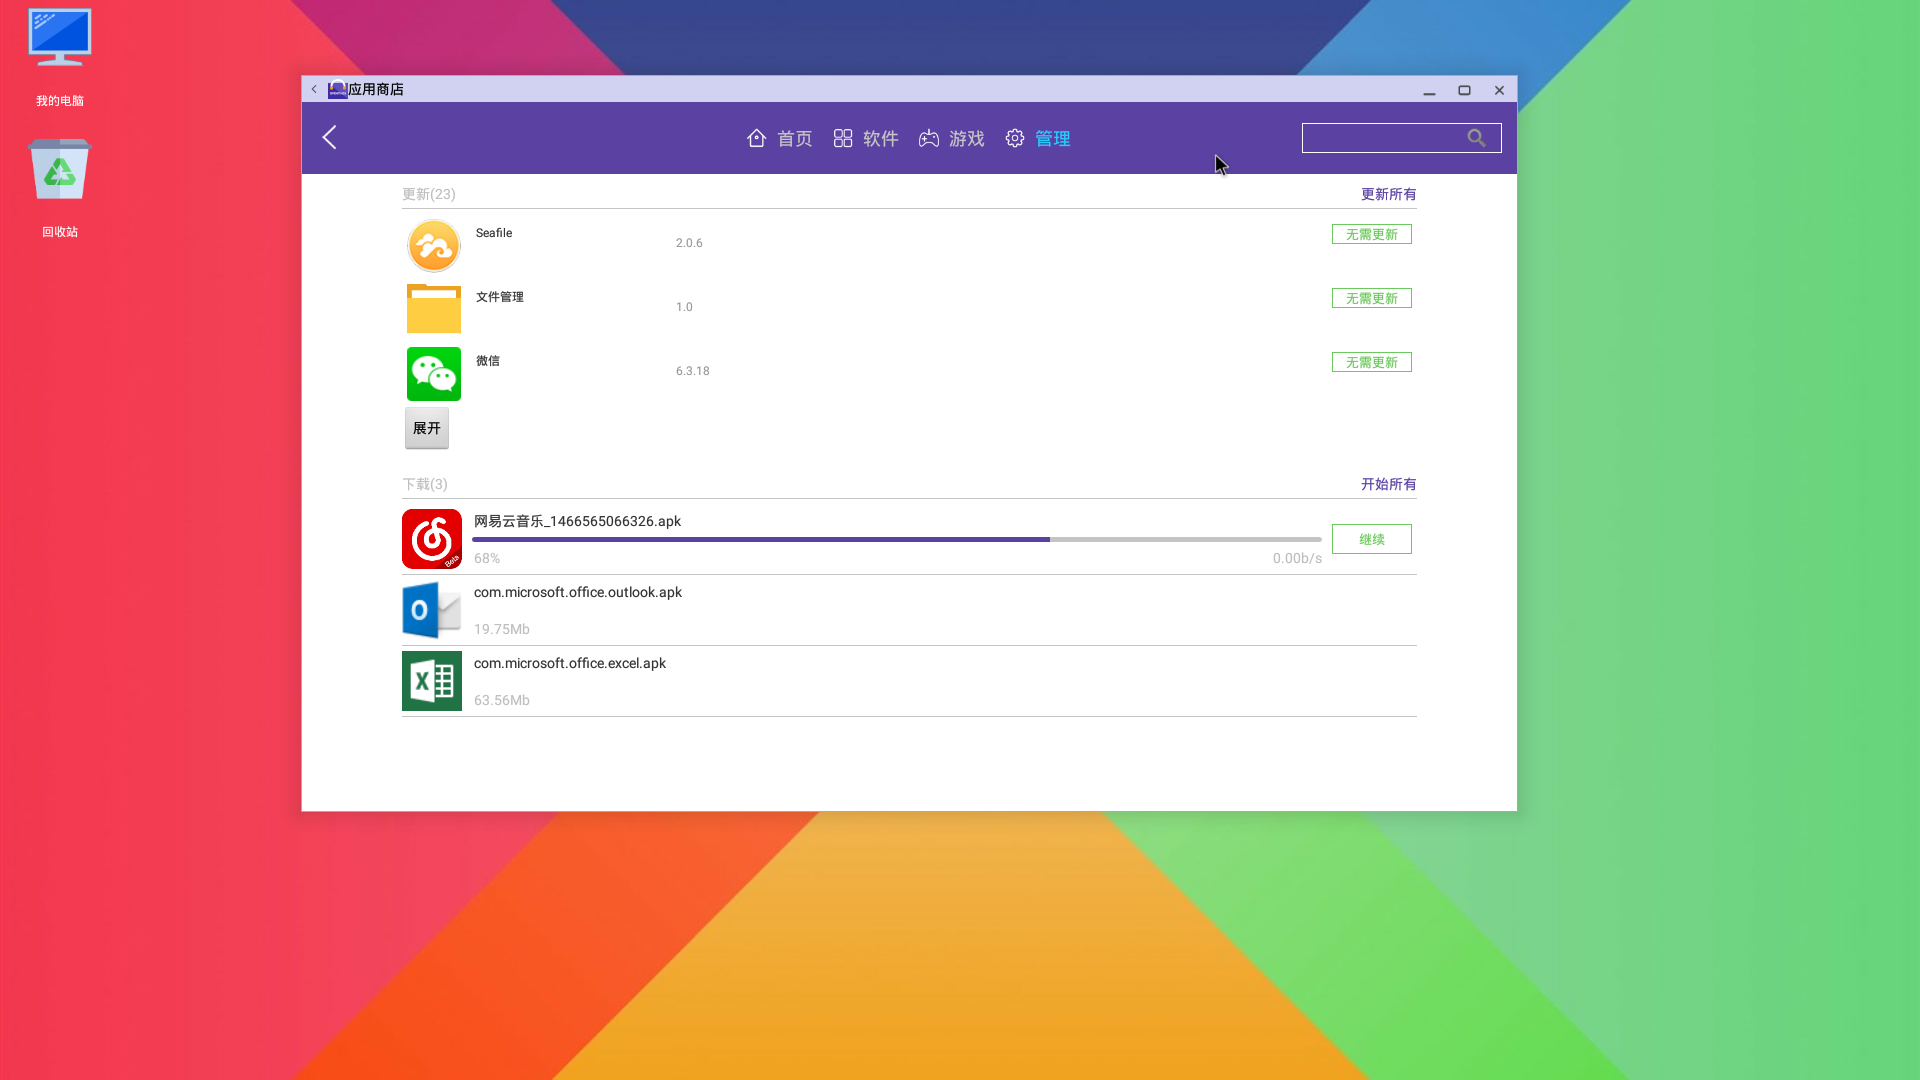 我的电脑
回收站
应用商店
首页 软件 游戏 管理
更新(23) 更新所有
Seafile 2.0.6 无需更新
文件管理 1.0 无需更新
微信 6.3.18 无需更新
展开
下载(3) 开始所有
网易云音乐_1466565066326.apk
继续
68% 0.00b/s
com.microsoft.office.outlook.apk
19.75Mb
com.microsoft.office.excel.apk
63.56Mb